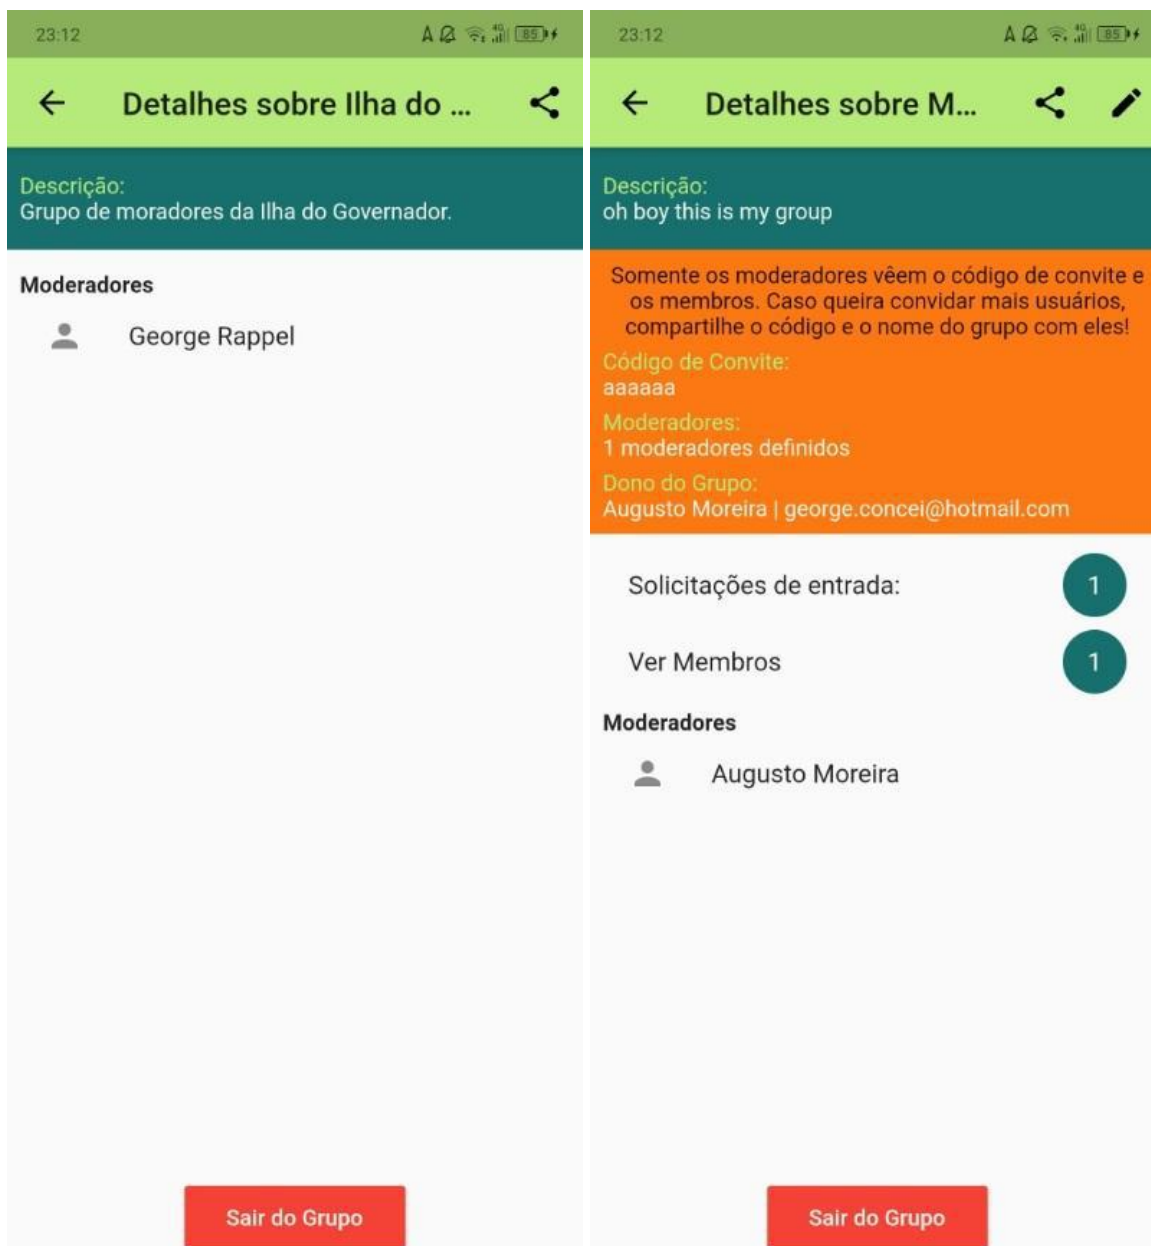 23:12
A 4G 85
Detalhes sobre Ilha do ...
Descrição:
Grupo de moradores da Ilha do Governador.
Moderadores
George Rappel
Sair do Grupo
23:12
A 4G 85
Detalhes sobre M...
Descrição:
oh boy this is my group
Somente os moderadores vêem o código de convite e
os membros. Caso queira convidar mais usuários,
compartilhe o código e o nome do grupo com eles!
Código de Convite:
aaaaaa
Moderadores:
1 moderadores definidos
Dono do Grupo:
Augusto Moreira | george.concei@hotmail.com
Solicitações de entrada:
1
Ver Membros
1
Moderadores
Augusto Moreira
Sair do Grupo